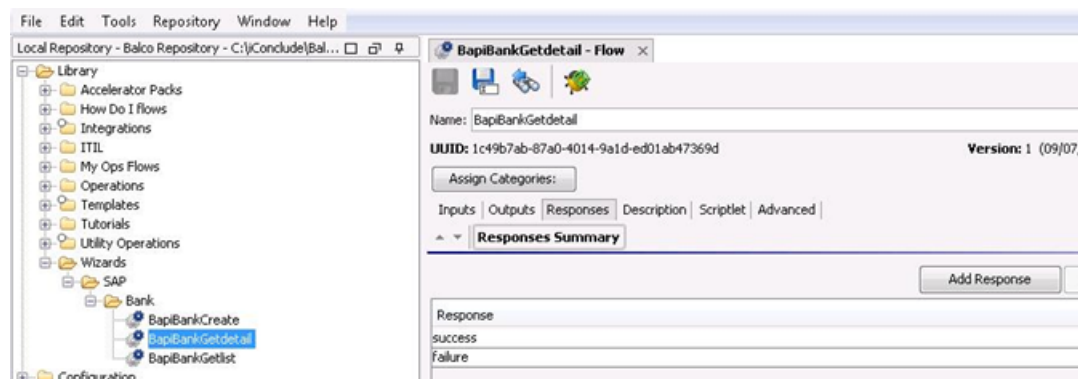 File Edit Tools Repository Window Help
Local Repository - Balco Repository - C:\jConclude\Bal...
Library
Accelerator Packs
How Do I flows
Integrations
ITIL
My Ops Flows
Operations
Templates
Tutorials
Utility Operations
Wizards
SAP
Bank
BapiBankCreate
BapiBankGetdetail
BapiBankGetlist
Configuration
BapiBankGetdetail - Flow
Name: BapiBankGetdetail
UUID: 1c49b7ab-87a0-4014-9a1d-ed01ab47369d Version: 1 (09/07/
Assign Categories:
Inputs Outputs Responses Description Scriptlet Advanced
Responses Summary
Add Response
Response
success
failure